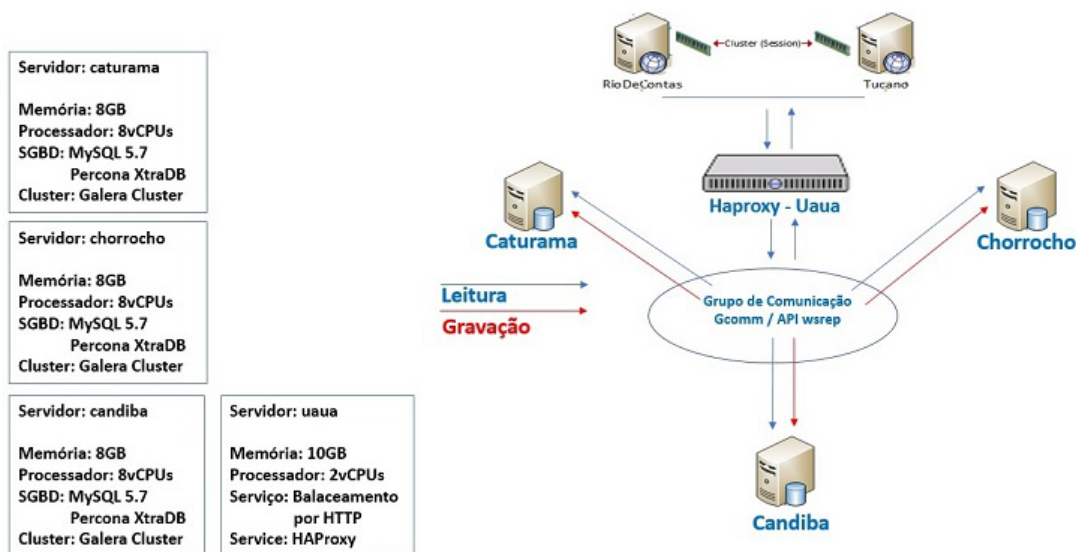 Servidor: caturama
Memória: 8GB
Processador: 8vCPUs
SGBD: MySQL 5.7
Percona XtraDB
Cluster: Galera Cluster
Servidor: chorrocho
Memória: 8GB
Processador: 8vCPUs
SGBD: MySQL 5.7
Percona XtraDB
Cluster: Galera Cluster
Servidor: candiba
Memória: 8GB
Processador: 8vCPUs
SGBD: MySQL 5.7
Percona XtraDB
Cluster: Galera Cluster
Servidor: uaua
Memória: 10GB
Processador: 2vCPUs
Serviço: Balaceamento
por HTTP
Service: HAProxy
Cluster (Session)
RioDeContas
Tucano
Haproxy - Uaua
Caturama
Chorrocho
Leitura
Gravação
Grupo de Comunicação
Gcomm / API wsrep
Candiba